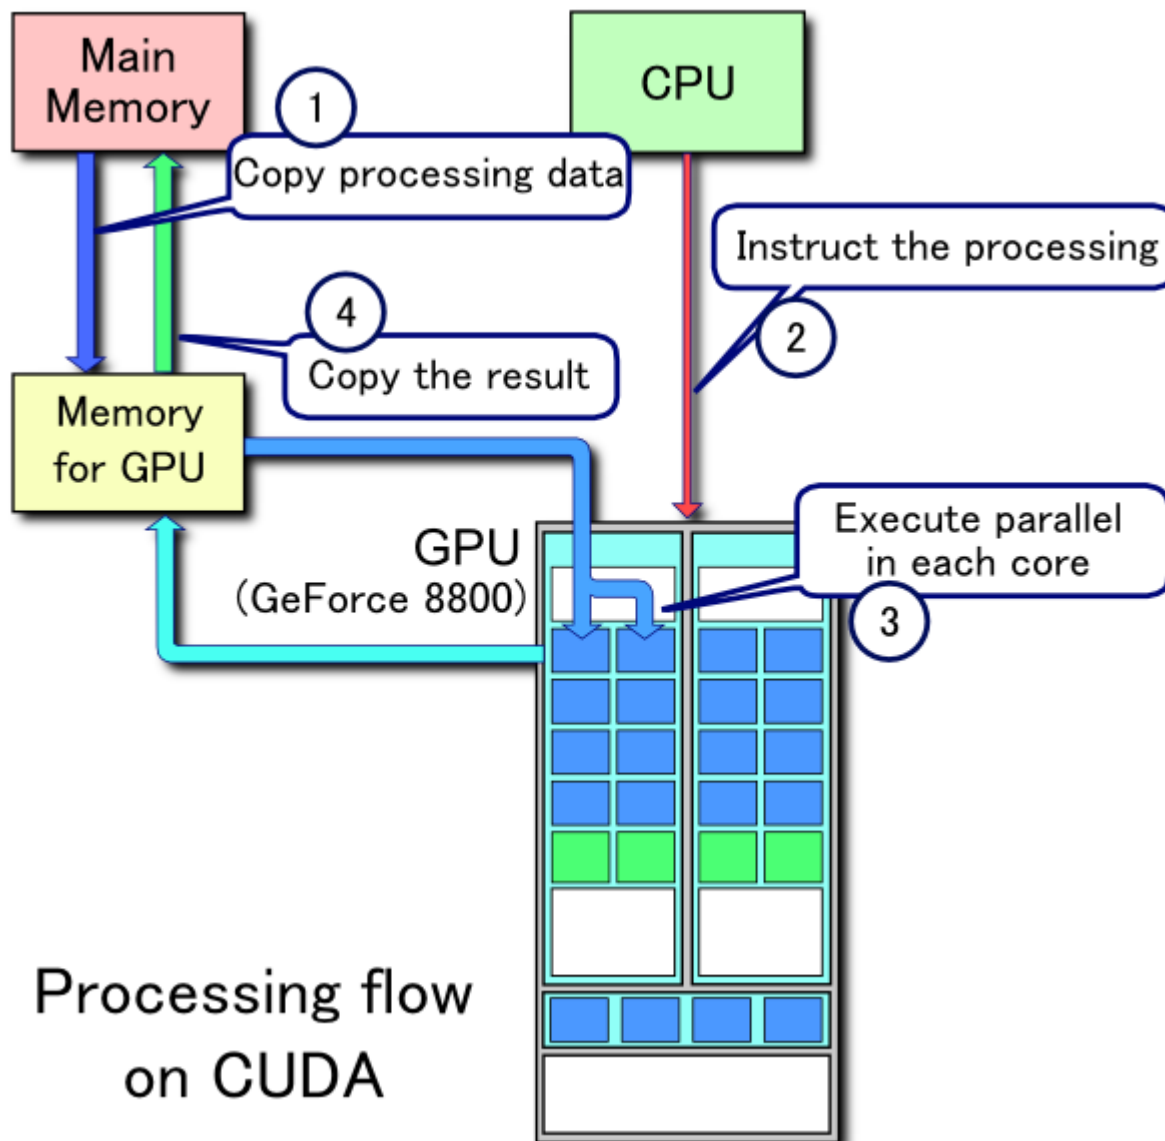 Main
Memory
CPU
1
Copy processing data
Instruct the processing
2
4
Copy the result
Memory
for GPU
GPU
(GeForce 8800)
Execute parallel
in each core
3
Processing flow
on CUDA